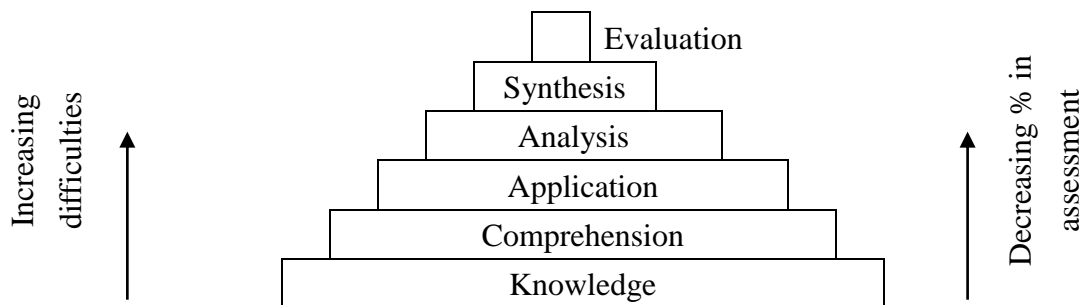 Evaluation
Synthesis
Analysis
Application
Comprehension
Knowledge
Increasing
difficulties
Decreasing % in
assessment